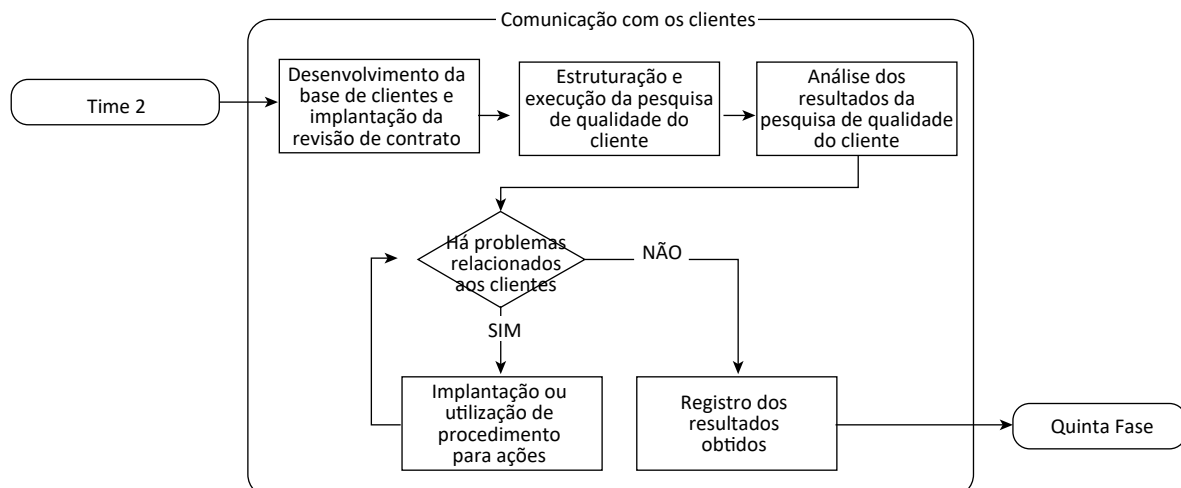 Comunicação com os clientes
Time 2
Desenvolvimento da
base de clientes e
implantação da
revisão de contrato
Estruturação e
execução da pesquisa
de qualidade do
cliente
Análise dos
resultados da
pesquisa de qualidade
do cliente
Há problemas
relacionados
aos clientes
NÃO
SIM
Implantação ou
utilização de
procedimento
para ações
Registro dos
resultados
obtidos
Quinta Fase